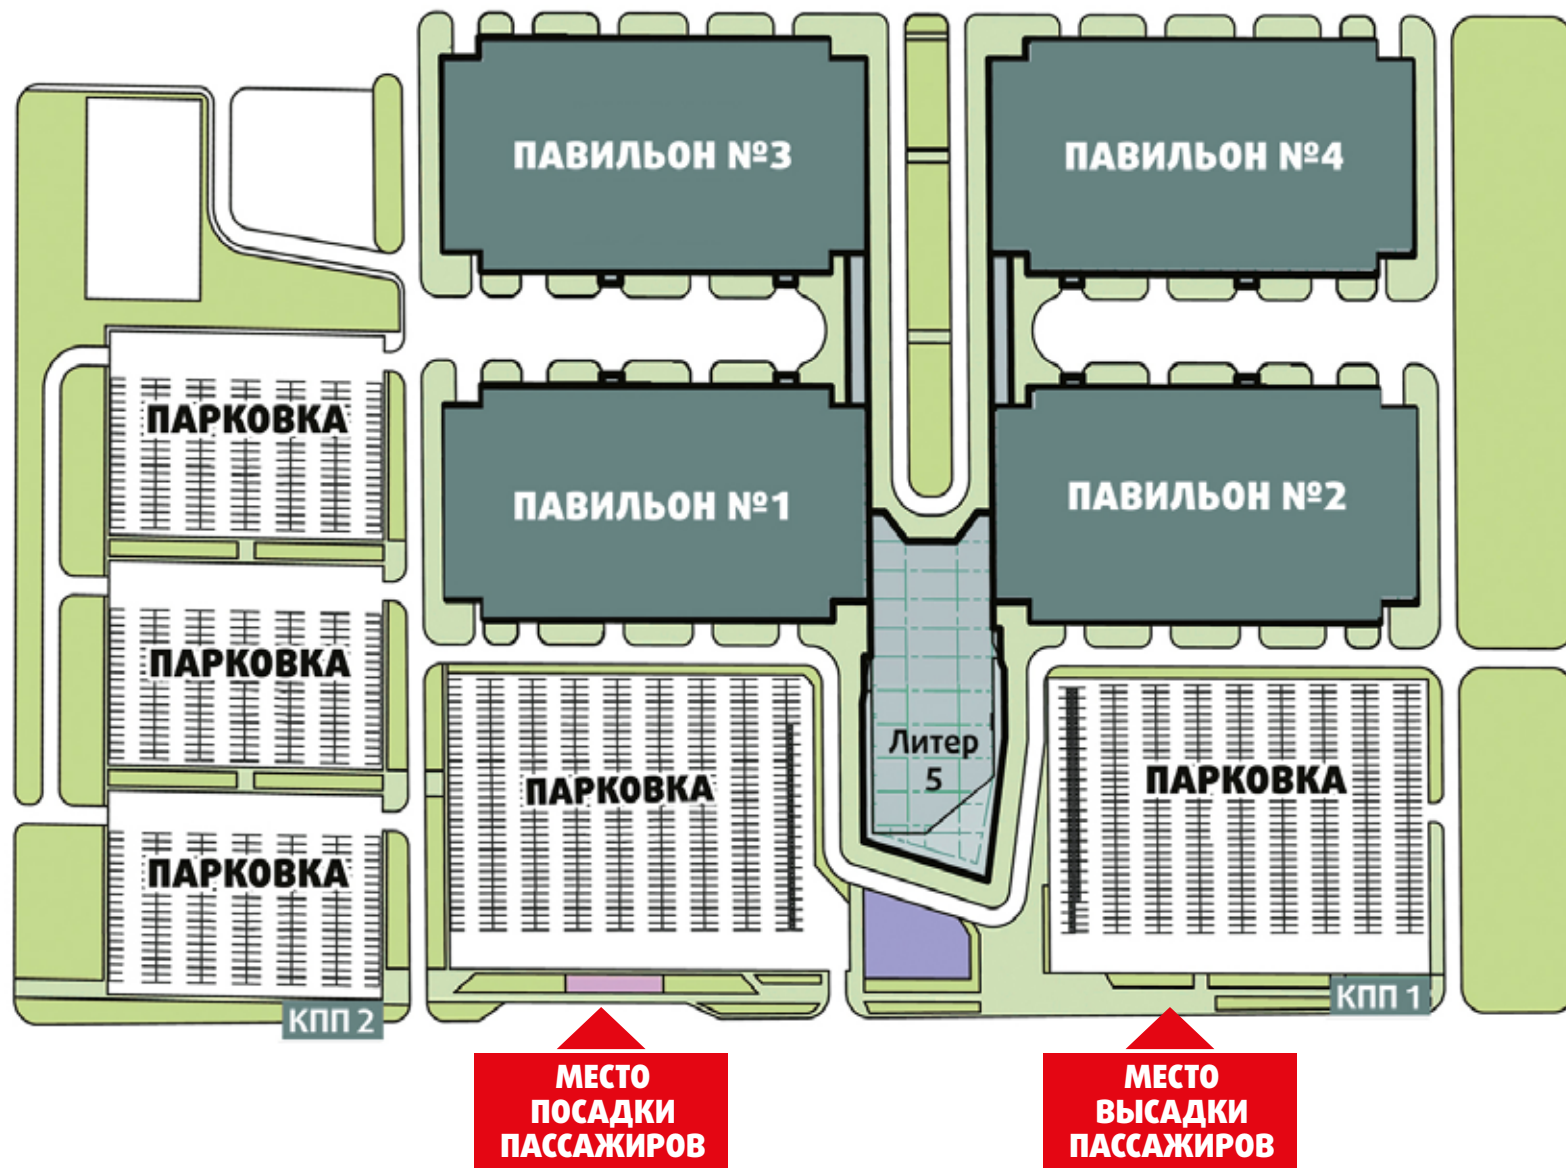 ПАВИЛЬОН №3
ПАВИЛЬОН №4
ПАРКОВКА
ПАВИЛЬОН №1
ПАВИЛЬОН №2
ПАРКОВКА
Литер
5
ПАРКОВКА
ПАРКОВКА
ПАРКОВКА
КПП 2
КПП 1
МЕСТО
ПОСАДКИ
ПАССАЖИРОВ
МЕСТО
ВЫСАДКИ
ПАССАЖИРОВ